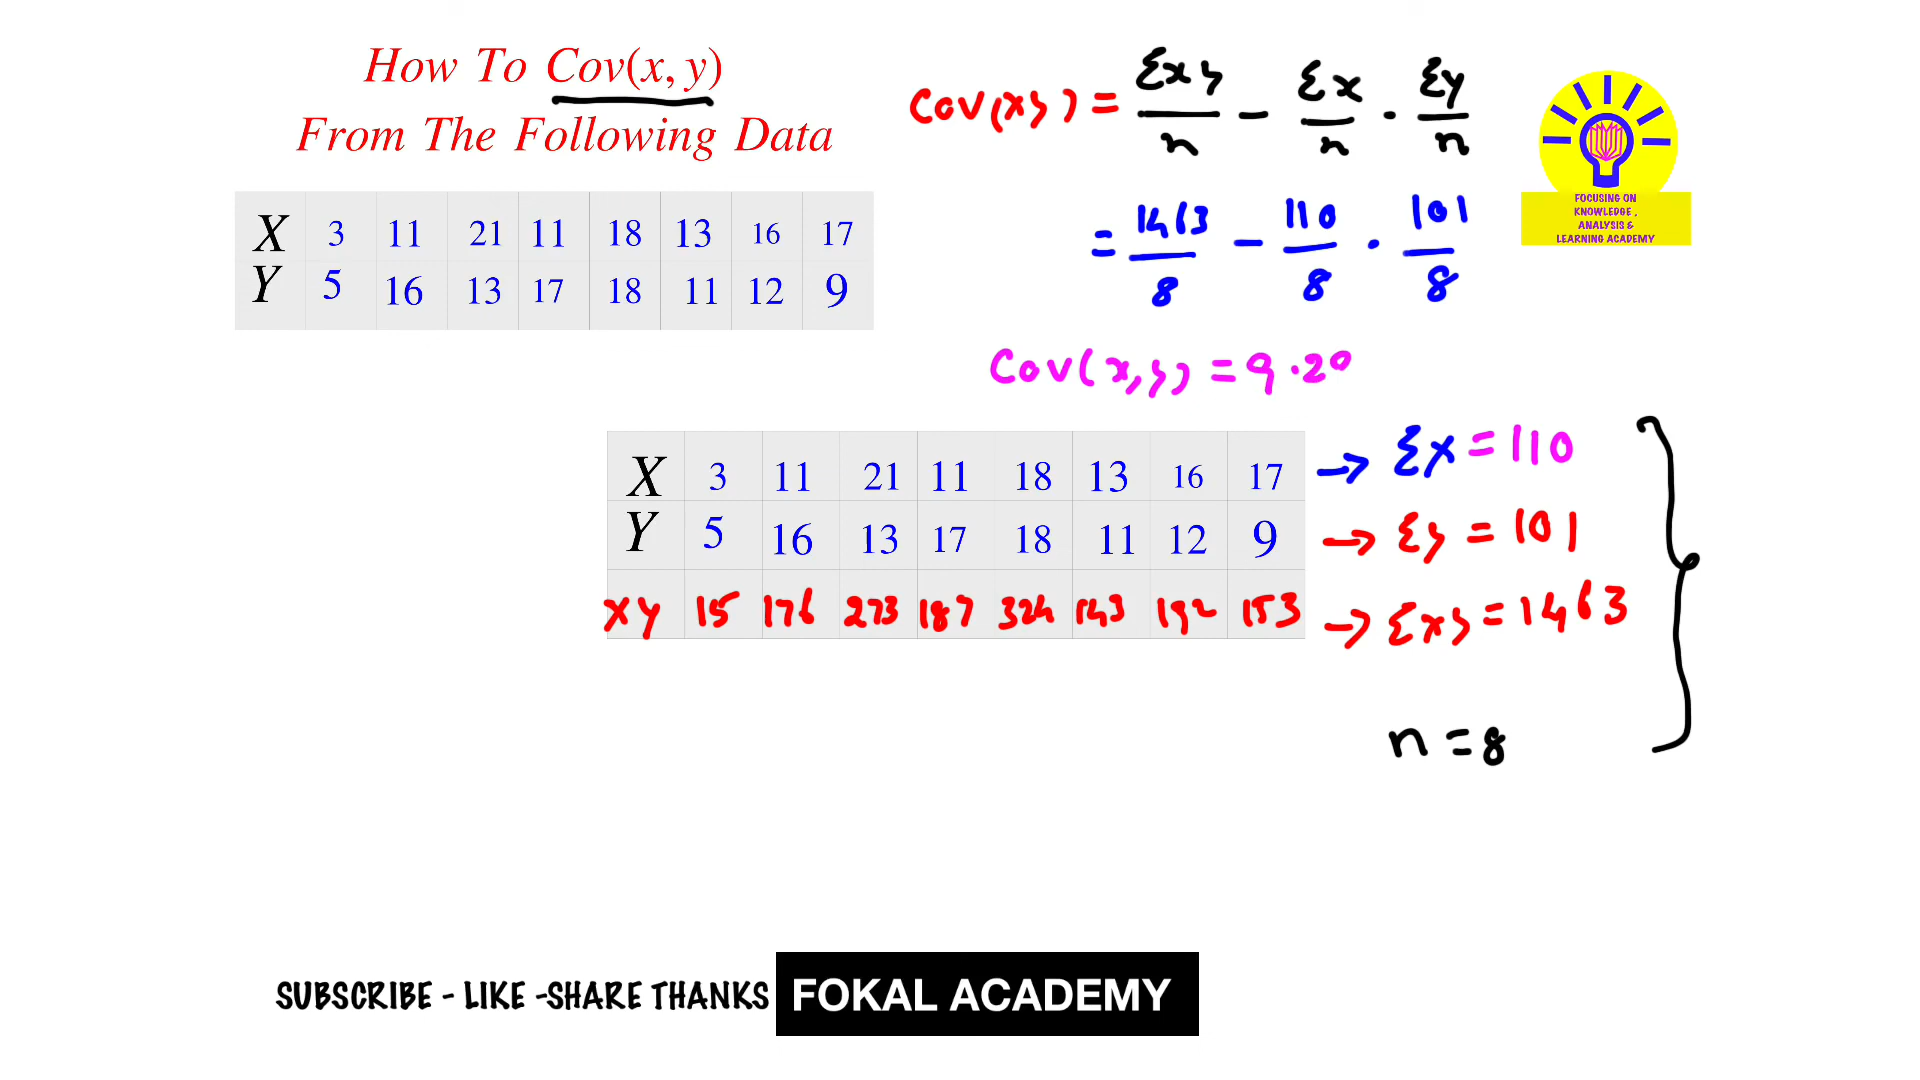 How To Cov(x, y)
From The Following Data
X 3 11 21 11 18 13 16 17
Y 5 16 13 17 18 11 12 9
Cov(xy) = Σxy/n - Σx/n · Σy/n
= 1463/8 - 110/8 · 101/8
Cov(x,y) = 9.20
FOCUSING ON
KNOWLEDGE ,
ANALYSIS &
LEARNING ACADEMY
X 3 11 21 11 18 13 16 17 → Σx = 110
Y 5 16 13 17 18 11 12 9 → Σy = 101
xy 15 176 273 187 324 143 192 153 → Σxy = 1463
n = 8
SUBSCRIBE - LIKE -SHARE THANKS FOKAL ACADEMY